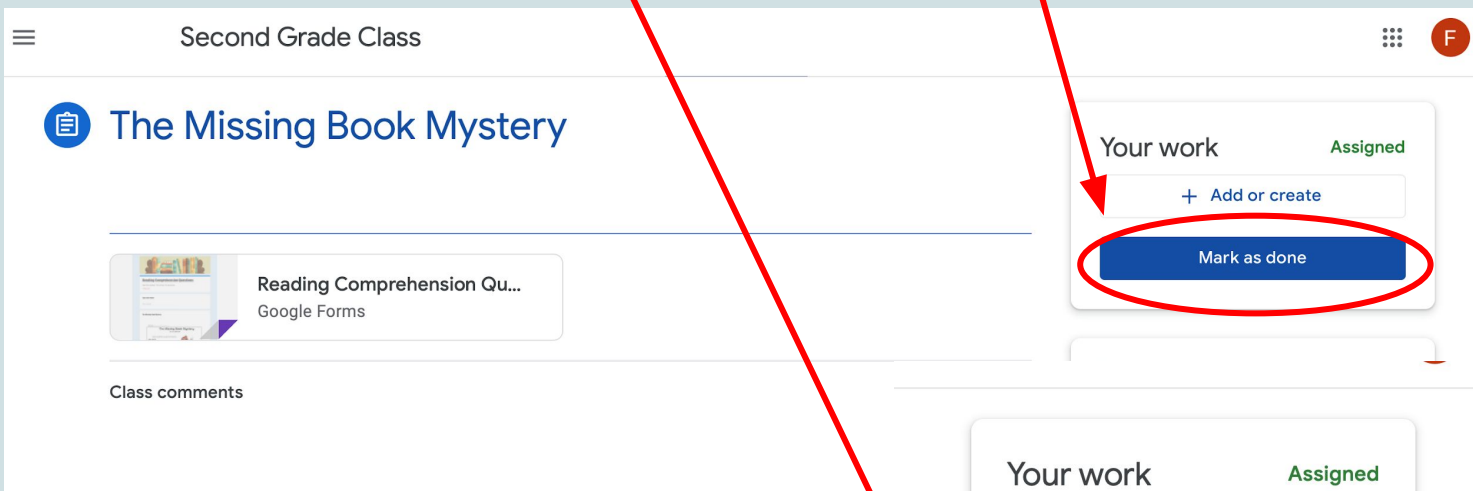 Second Grade Class
F
The Missing Book Mystery
Your work
Assigned
+ Add or create
Mark as done
Reading Comprehension Qu...
Google Forms
Class comments
Your work
Assigned